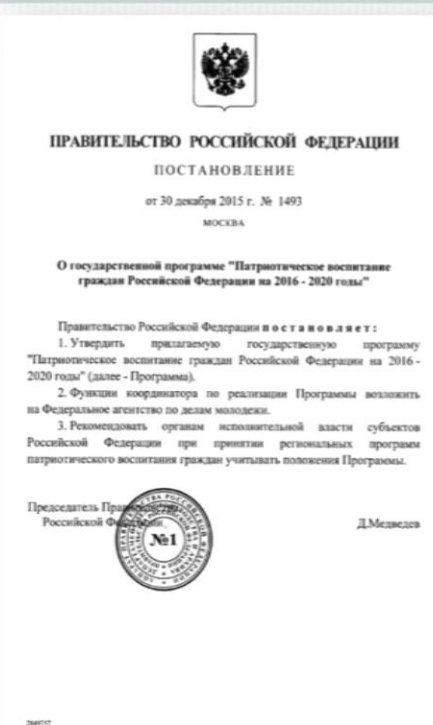 ПРАВИТЕЛЬСТВО РОССИЙСКОЙ ФЕДЕРАЦИИ
ПОСТАНОВЛЕНИЕ
от 30 декабря 2015 г. № 1493
МОСКВА
О государственной программе "Патриотическое воспитание
граждан Российской Федерации на 2016 - 2020 годы"
Правительство Российской Федерации постановляет:
1. Утвердить прилагаемую государственную программу
"Патриотическое воспитание граждан Российской Федерации на 2016 -
2020 годы" (далее - Программа).
2. Функции координатора по реализации Программы возложить
на Федеральное агентство по делам молодежи.
3. Рекомендовать органам исполнительной власти субъектов
Российской Федерации при принятии региональных программ
патриотического воспитания граждан учитывать положения Программы.
Председатель
Российской
Д.Медведев
№1